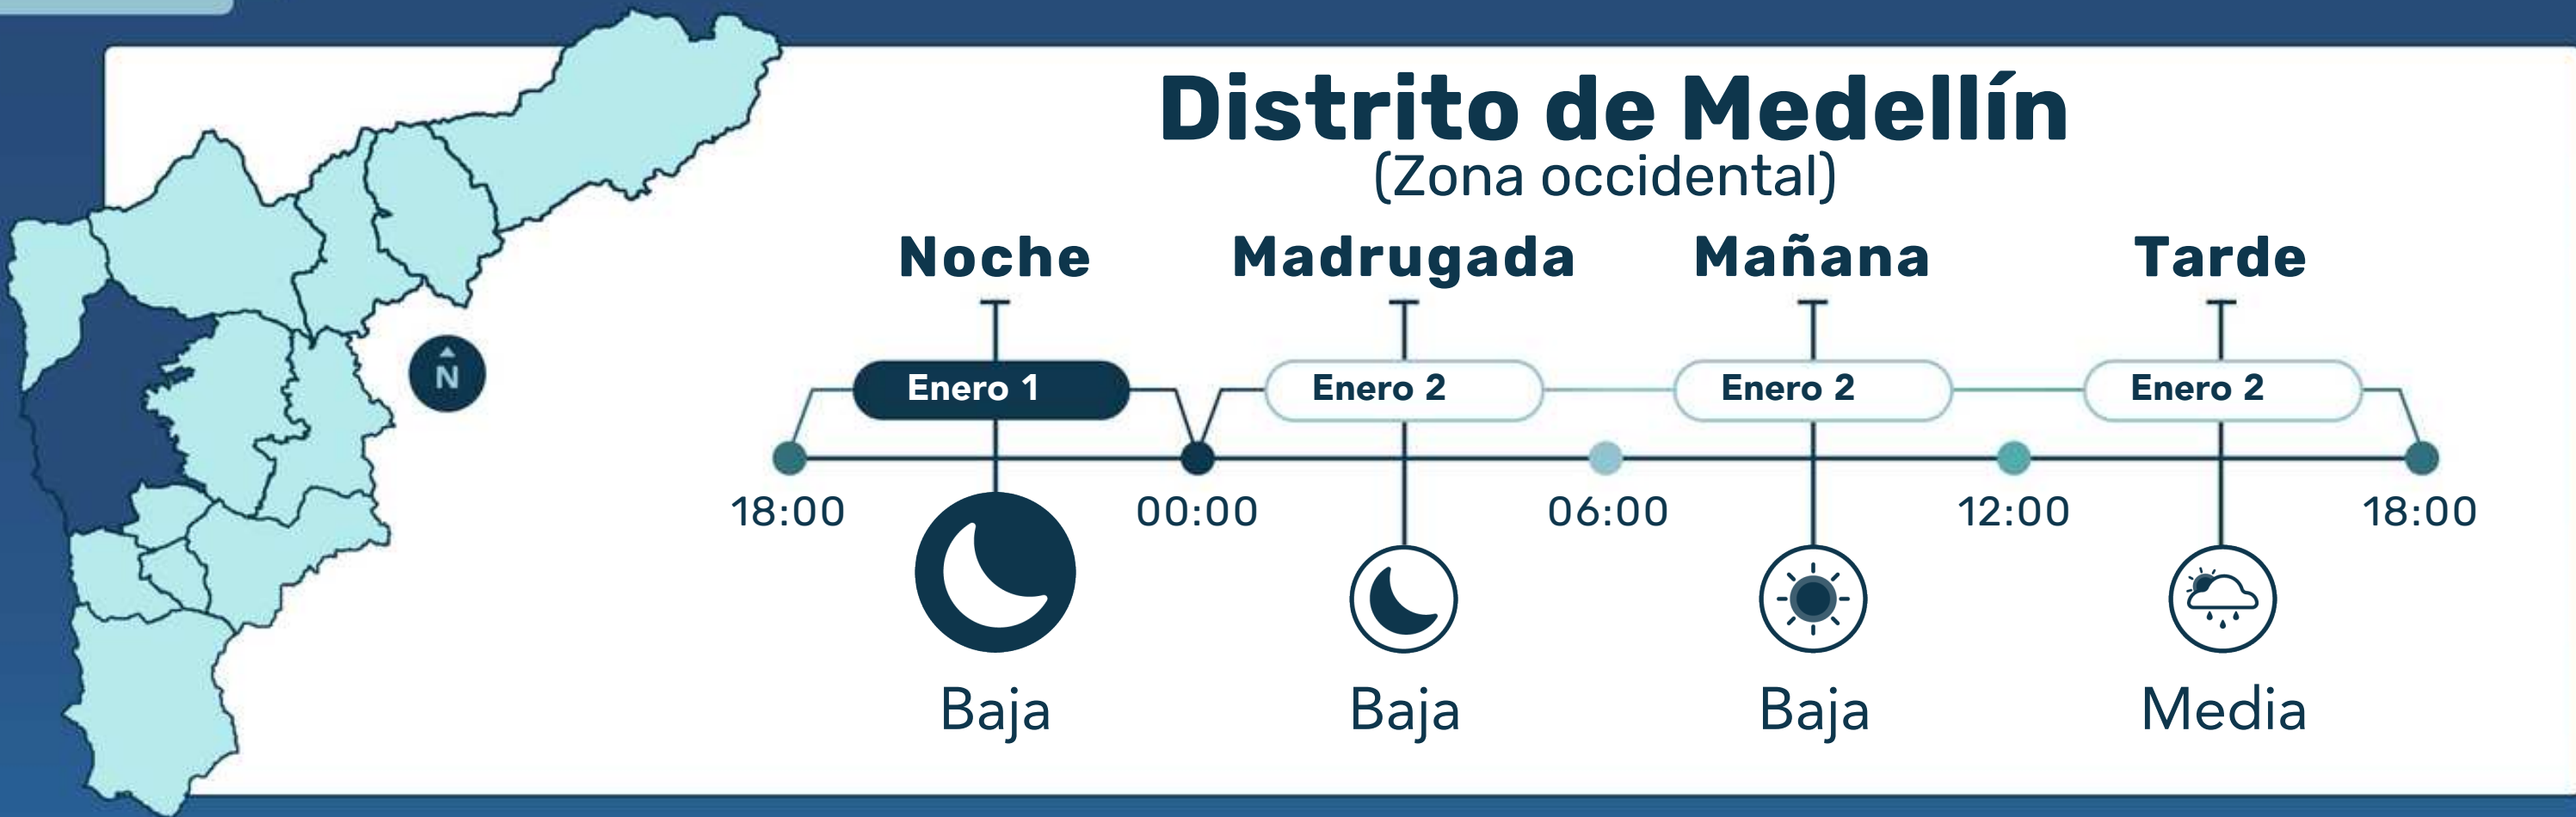 Distrito de Medellín
(Zona occidental)
Noche Madrugada Mañana Tarde
Enero 1 Enero 2 Enero 2 Enero 2
N
18:00 00:00 06:00 12:00 18:00
Baja Baja Baja Media